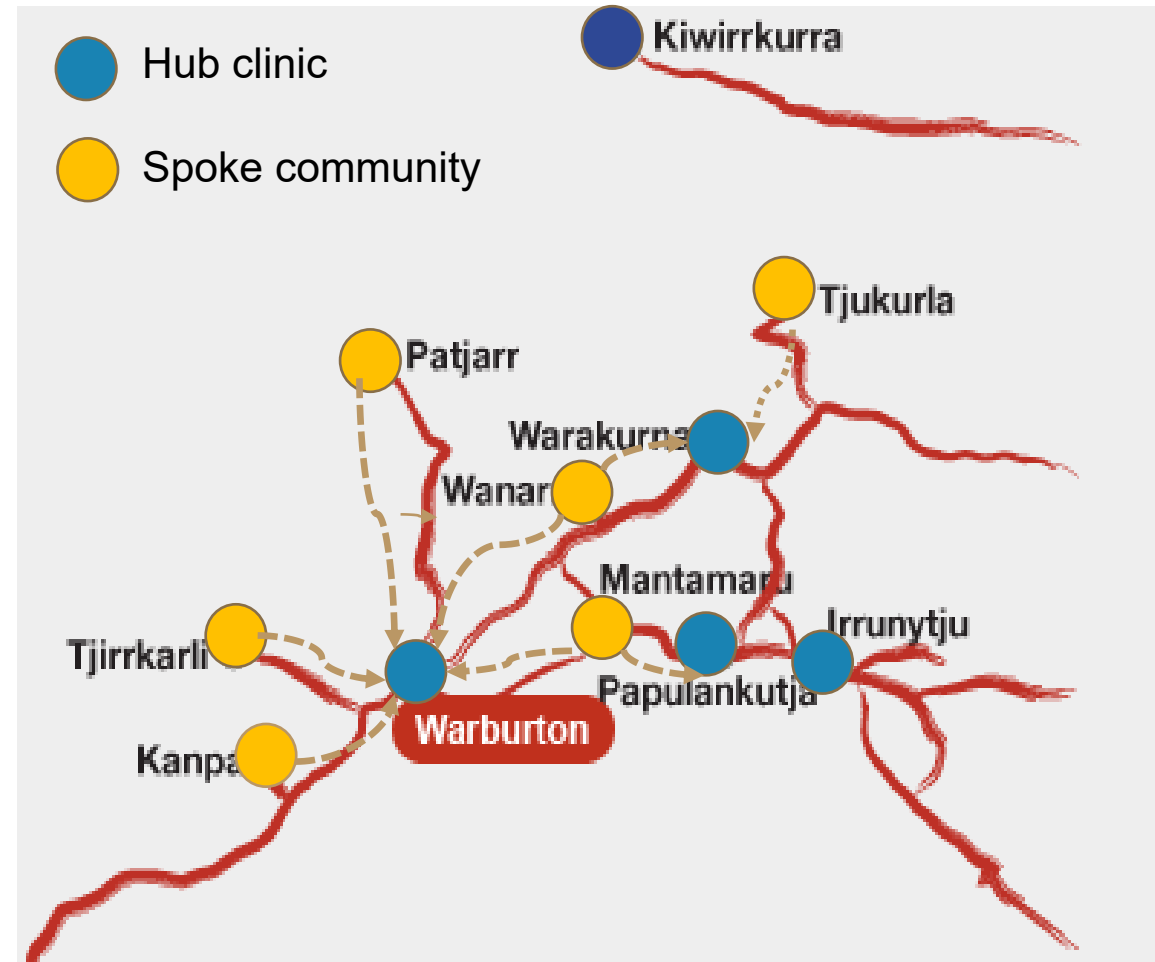 Kiwirrkurra
Hub clinic
Spoke community
Tjukurla
Patjarr
Warakurna
Wanar
Mantamaru
Irrunytju
Tjirrkarli
Papulankutja
Warburton
Kanpa